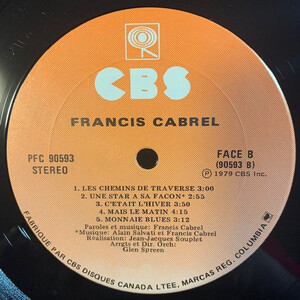 CBS
FRANCIS CABREL
PFC 90593
STEREO
FACE B
(90593 B)
℗ 1979 CBS Inc.
1. LES CHEMINS DE TRAVERSE 3:00
2. UNE STAR A SA FACON* 2:55
3. C'ETAIT L'HIVER 3:50
4. MAIS LE MATIN 4:15
5. MONNAIE BLUES 3:12
Paroles et musique: Francis Cabrel
*Musique: Alain Salvati et Francis Cabrel
Réalisation: Jean-Jacques Souplet
Arrgts et Dir. Orch:
Glen Spreen
FABRIQUÉ PAR CBS DISQUES CANADA LTEE, MARCAS REG. COLUMBIA